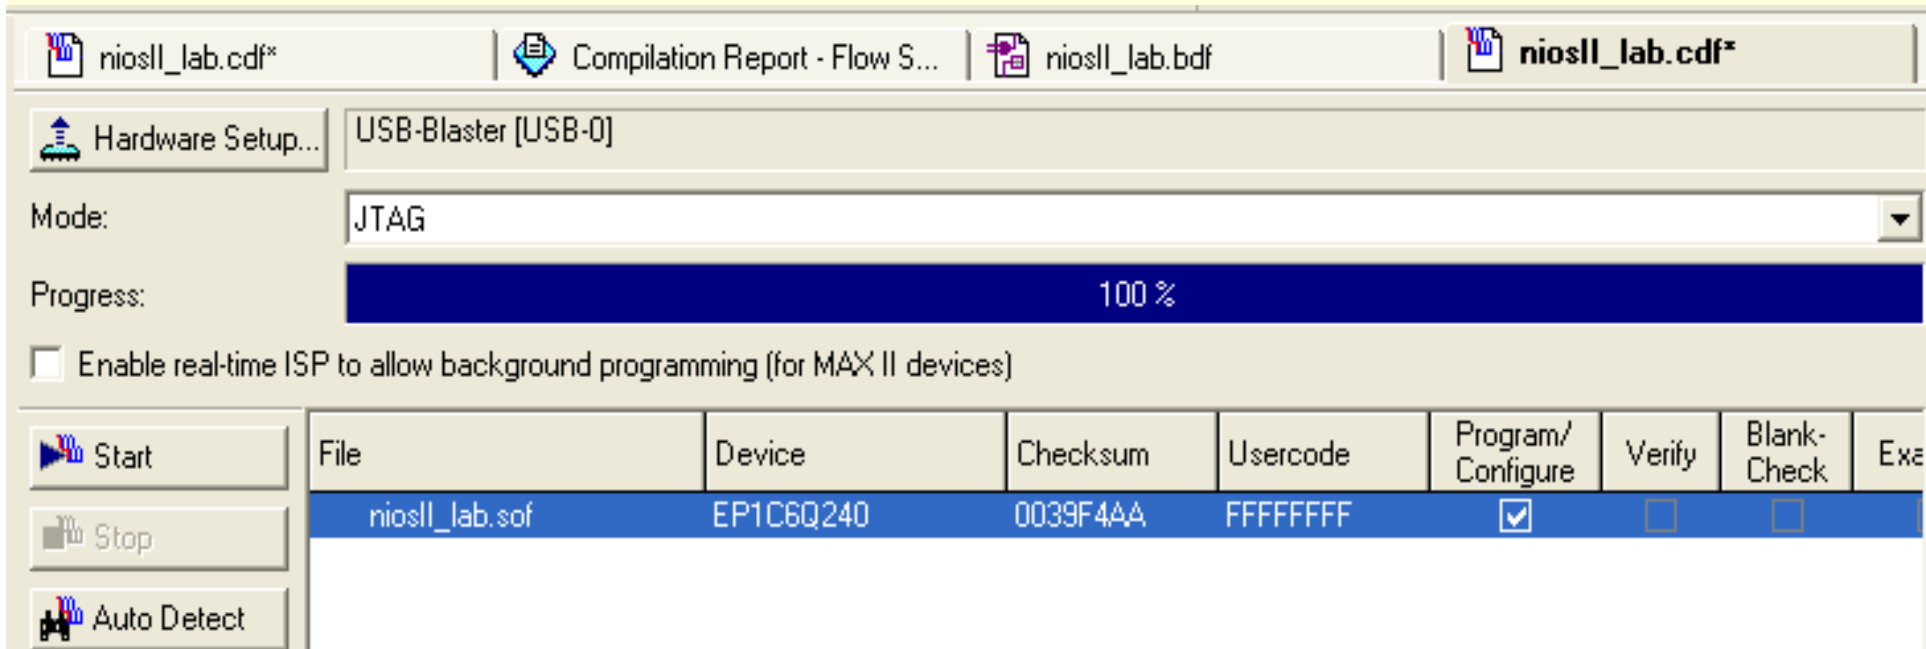 niosII_lab.cdf* Compilation Report - Flow S... niosII_lab.bdf niosII_lab.cdf*
Hardware Setup... USB-Blaster [USB-0]
Mode: JTAG
Progress: 100 %
Enable real-time ISP to allow background programming (for MAX II devices)
Start
Stop
Auto Detect
File Device Checksum Usercode Program/ Configure Verify Blank- Check Exa
niosII_lab.sof EP1C6Q240 0039F4AA FFFFFFFF